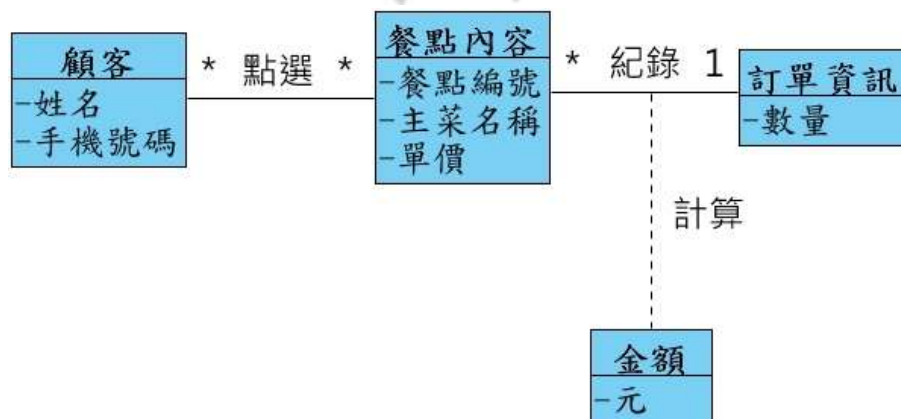 顧客
-姓名
-手機號碼
* 點選 *
餐點內容
-餐點編號
-主菜名稱
-單價
* 紀錄 1
訂單資訊
-數量
計算
金額
-元